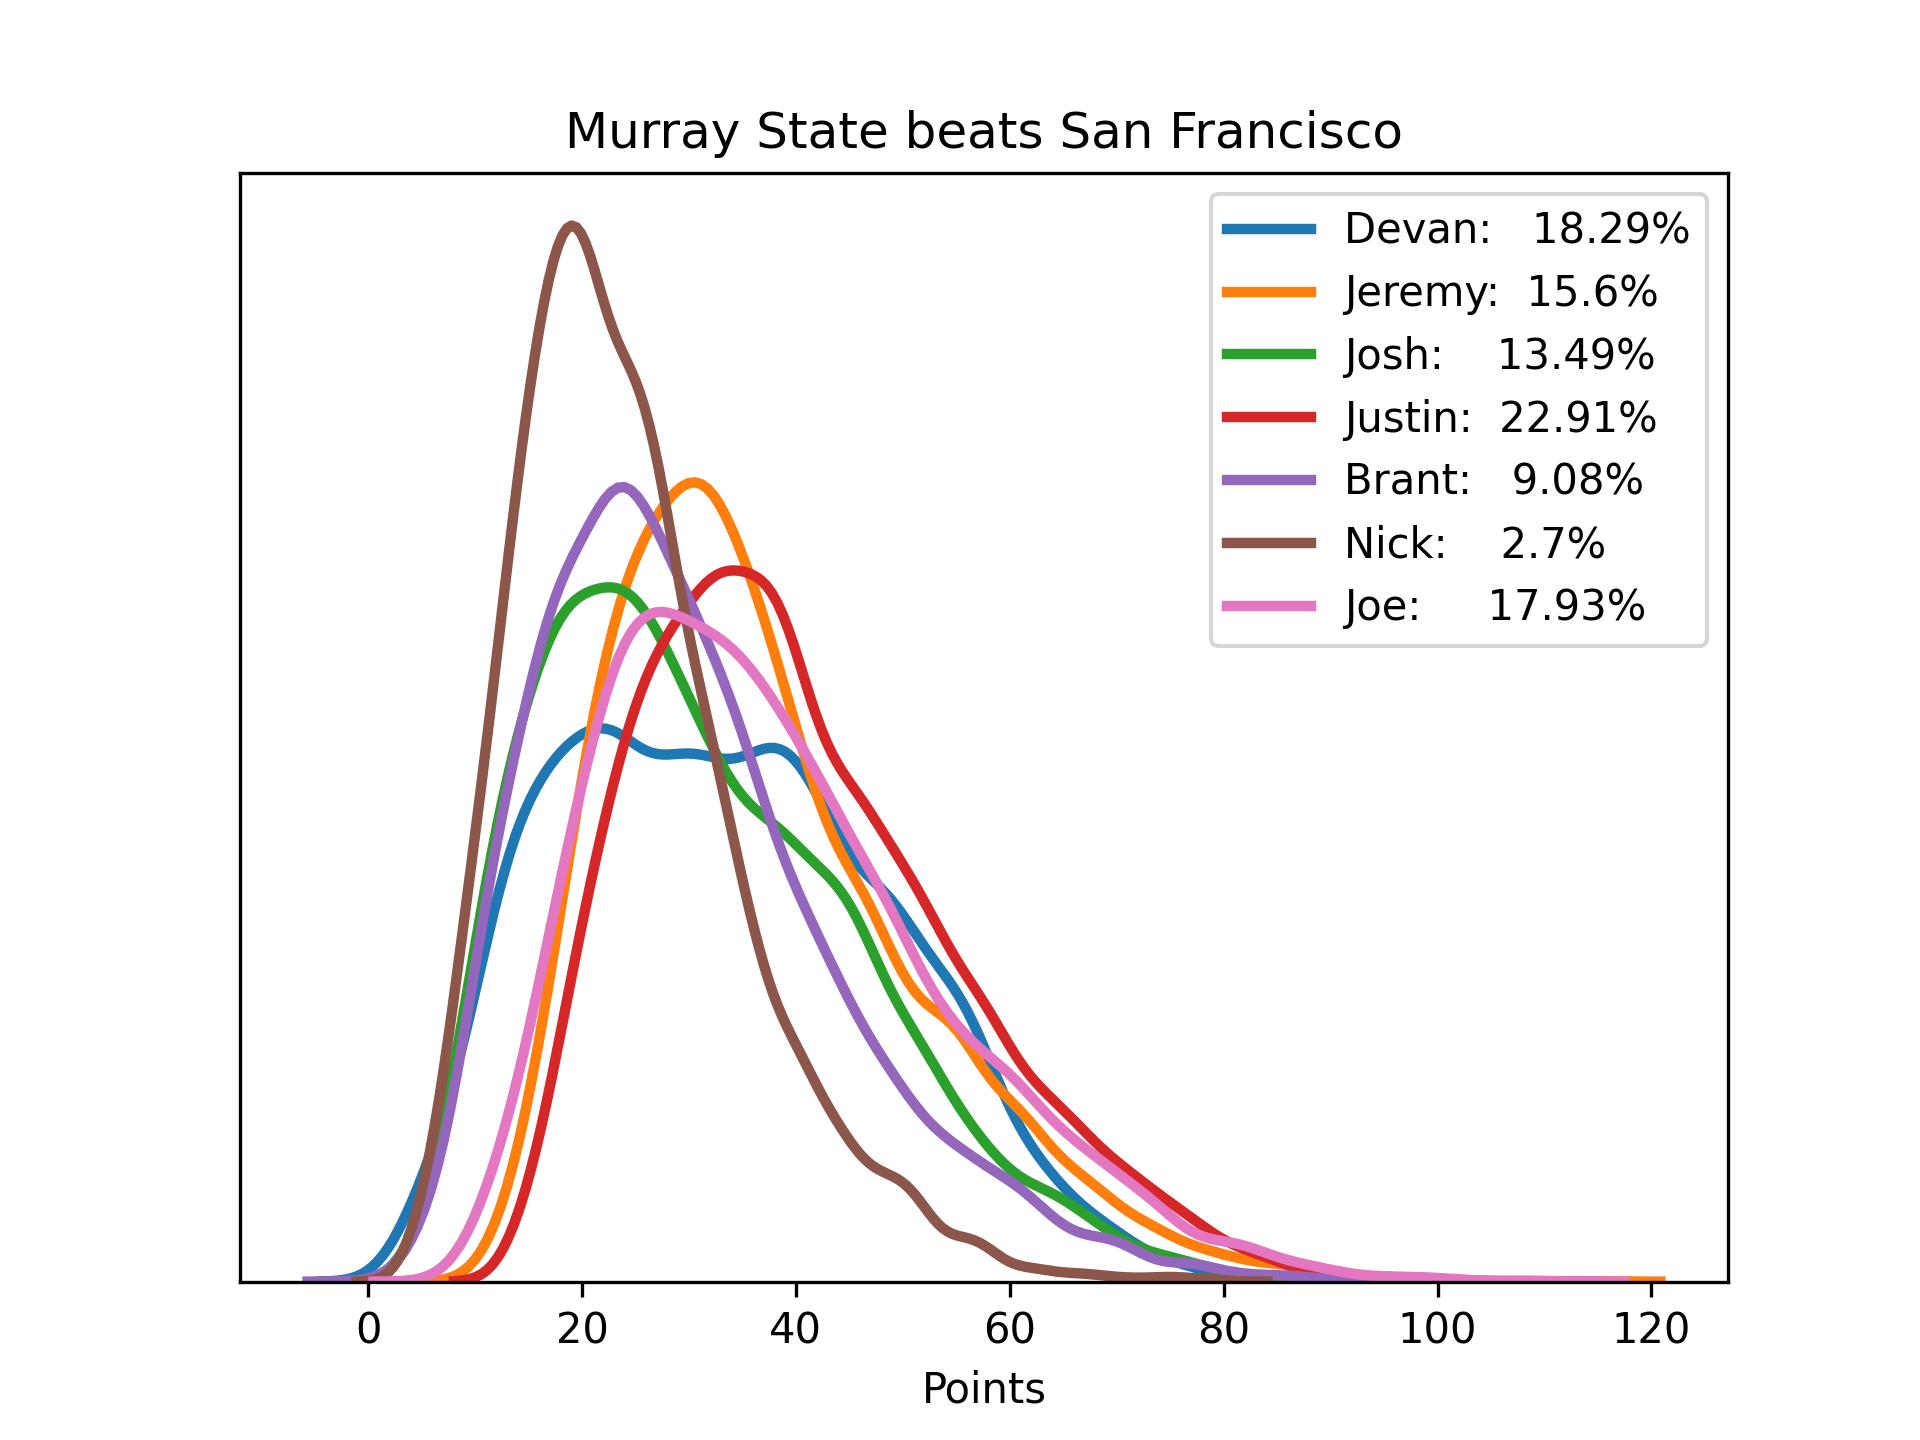 Murray State beats San Francisco
Devan: 18.29%
Jeremy: 15.6%
Josh: 13.49%
Justin: 22.91%
Brant: 9.08%
Nick: 2.7%
Joe: 17.93%
0 20 40 60 80 100 120
Points